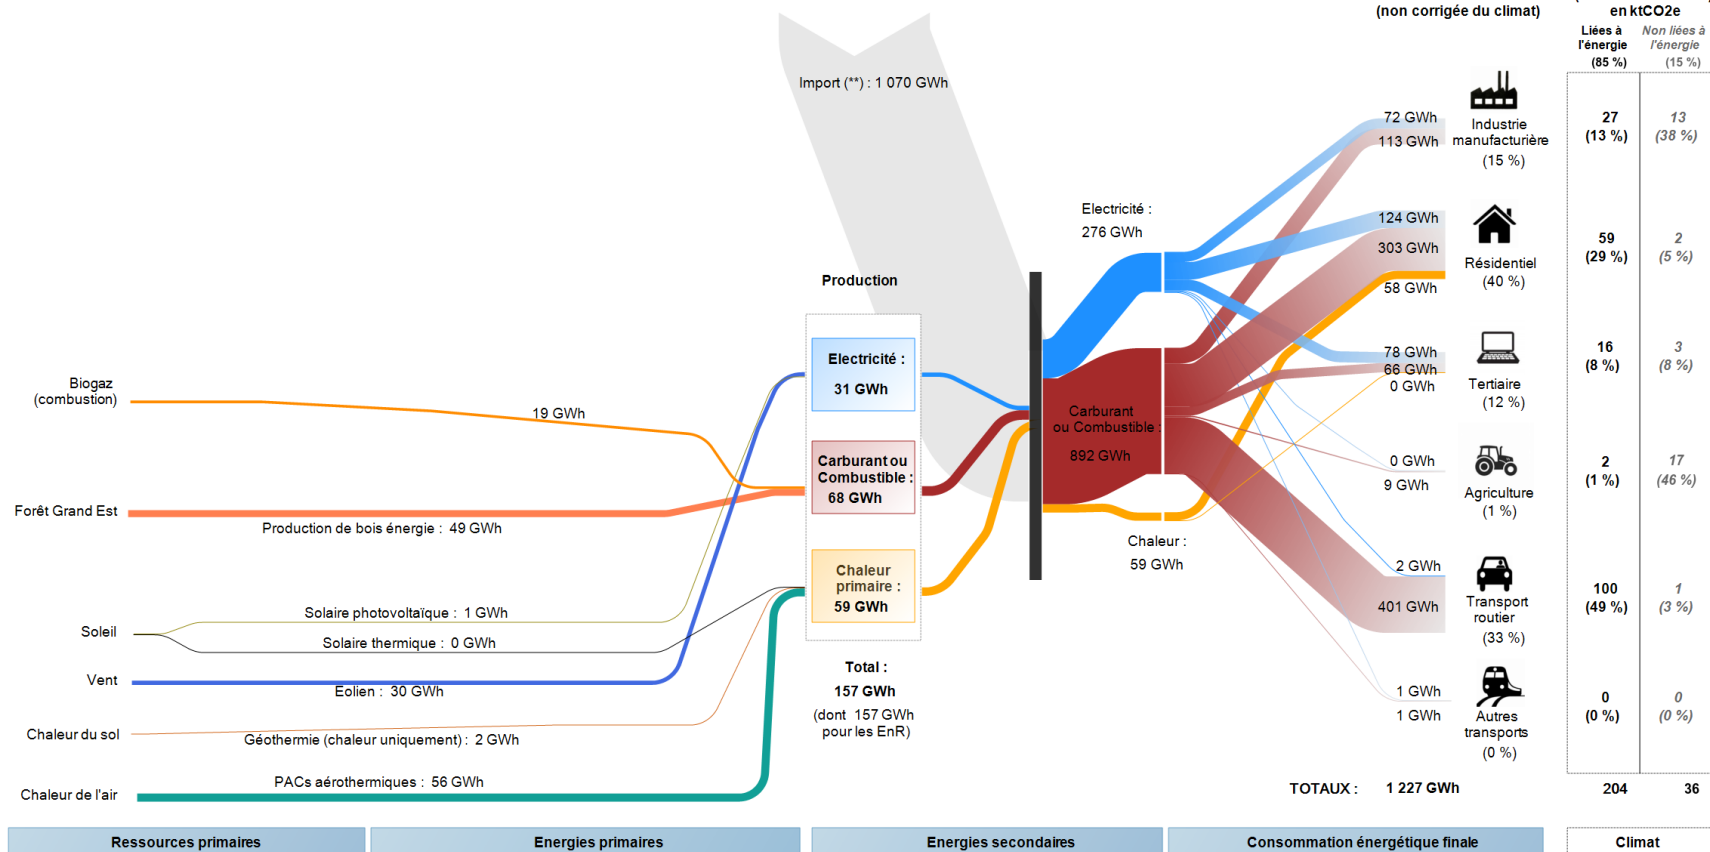 (non corrigée du climat)
en ktCO2e
Liées à
l'énergie
(85 %)
Non liées à
l'énergie
(15 %)
Import (**) : 1 070 GWh
72 GWh
113 GWh
Industrie
manufacturière
(15 %)
27
(13 %)
13
(38 %)
Electricité :
276 GWh
124 GWh
303 GWh
58 GWh
Résidentiel
(40 %)
59
(29 %)
2
(5 %)
Production
Electricité :
31 GWh
78 GWh
66 GWh
0 GWh
Tertiaire
(12 %)
16
(8 %)
3
(8 %)
Biogaz
(combustion)
19 GWh
Carburant
ou Combustible :
892 GWh
Carburant ou
Combustible :
68 GWh
0 GWh
9 GWh
Agriculture
(1 %)
2
(1 %)
17
(46 %)
Forêt Grand Est
Production de bois énergie : 49 GWh
Chaleur :
59 GWh
Chaleur
primaire :
59 GWh
2 GWh
401 GWh
Transport
routier
(33 %)
100
(49 %)
1
(3 %)
Soleil
Solaire photovoltaïque : 1 GWh
Solaire thermique : 0 GWh
Vent
Eolien : 30 GWh
Total :
157 GWh
(dont 157 GWh
pour les EnR)
1 GWh
1 GWh
Autres
transports
(0 %)
0
(0 %)
0
(0 %)
Chaleur du sol
Géothermie (chaleur uniquement) : 2 GWh
Chaleur de l'air
PACs aérothermiques : 56 GWh
TOTAUX : 1 227 GWh
204
36
Ressources primaires
Energies primaires
Energies secondaires
Consommation énergétique finale
Climat